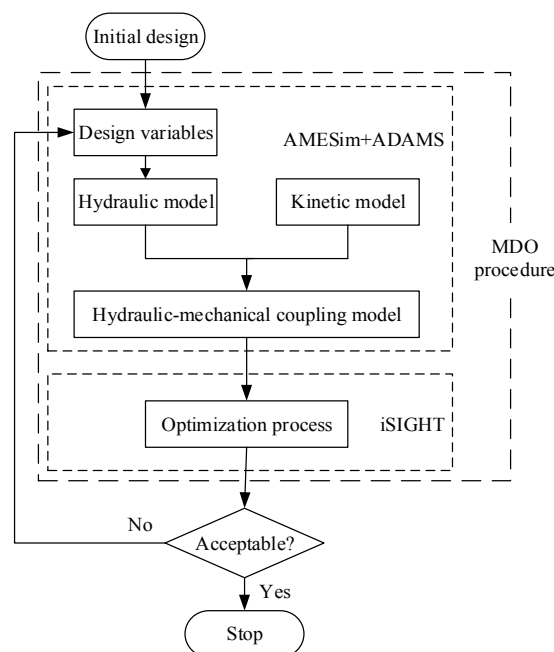 Initial design
Design variables
AMESim+ADAMS
Hydraulic model
Kinetic model
MDO
procedure
Hydraulic-mechanical coupling model
Optimization process
iSIGHT
No
Acceptable?
Yes
Stop